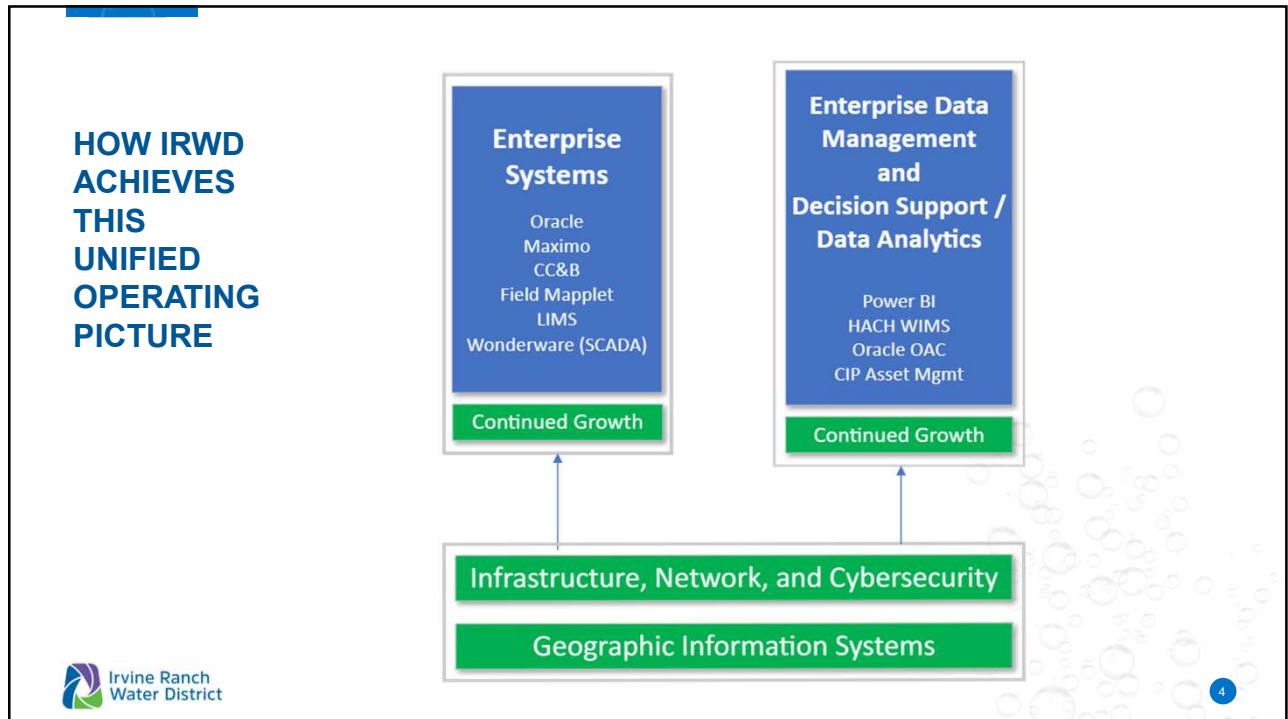 HOW IRWD
ACHIEVES
THIS
UNIFIED
OPERATING
PICTURE
Enterprise
Systems
Oracle
Maximo
CC&B
Field Mapplet
LIMS
Wonderware (SCADA)
Continued Growth
Enterprise Data
Management
and
Decision Support /
Data Analytics
Power BI
HACH WIMS
Oracle OAC
CIP Asset Mgmt
Continued Growth
Infrastructure, Network, and Cybersecurity
Geographic Information Systems
Irvine Ranch
Water District
4